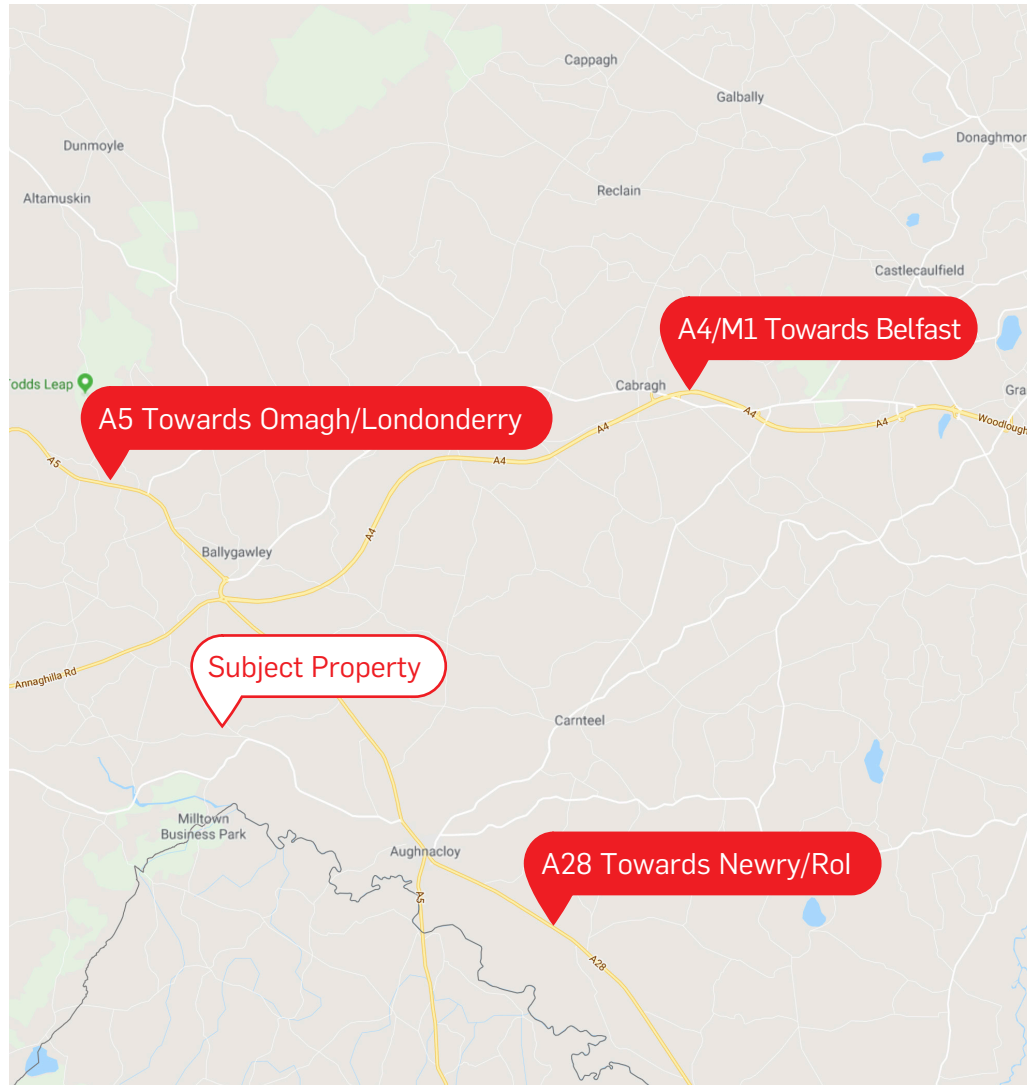 Cappagh
Galbally
Donaghmor
Dunmoyle
Reclain
Altamuskin
Castlecaulfield
A4/M1 Towards Belfast
odds Leap
Cabragh
Gra
A5 Towards Omagh/Londonderry
A4
A4
A4
Woodlough
A5
A4
A4
Ballygawley
Subject Property
Annaghilla Rd
Carnteel
Milltown
Business Park
Aughnacloy
A28 Towards Newry/RoI
A5
A28